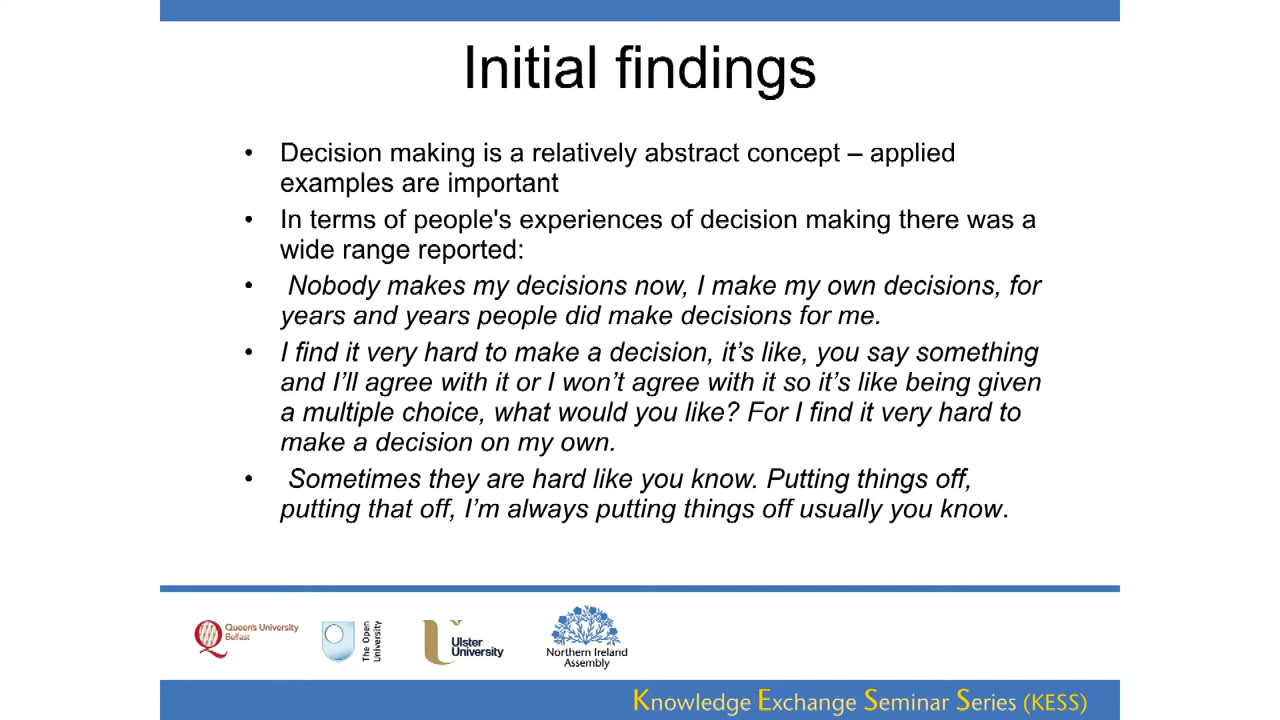 Initial findings
• Decision making is a relatively abstract concept – applied
examples are important
• In terms of people's experiences of decision making there was a
wide range reported:
• Nobody makes my decisions now, I make my own decisions, for
years and years people did make decisions for me.
• I find it very hard to make a decision, it’s like, you say something
and I’ll agree with it or I won’t agree with it so it’s like being given
a multiple choice, what would you like? For I find it very hard to
make a decision on my own.
• Sometimes they are hard like you know. Putting things off,
putting that off, I’m always putting things off usually you know.
Queen's University
Belfast
The Open
University
Ulster
University
Northern Ireland
Assembly
Knowledge Exchange Seminar Series (KESS)